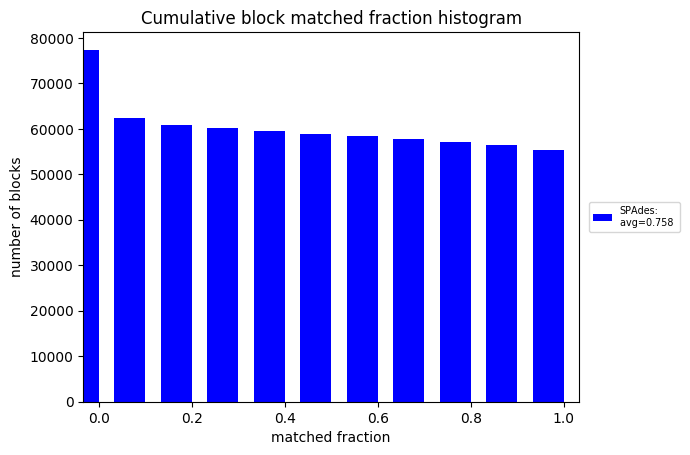 Cumulative block matched fraction histogram
80000
70000
60000
50000
40000
30000
20000
10000
0
number of blocks
0.0 0.2 0.4 0.6 0.8 1.0
matched fraction
SPAdes:
avg=0.758